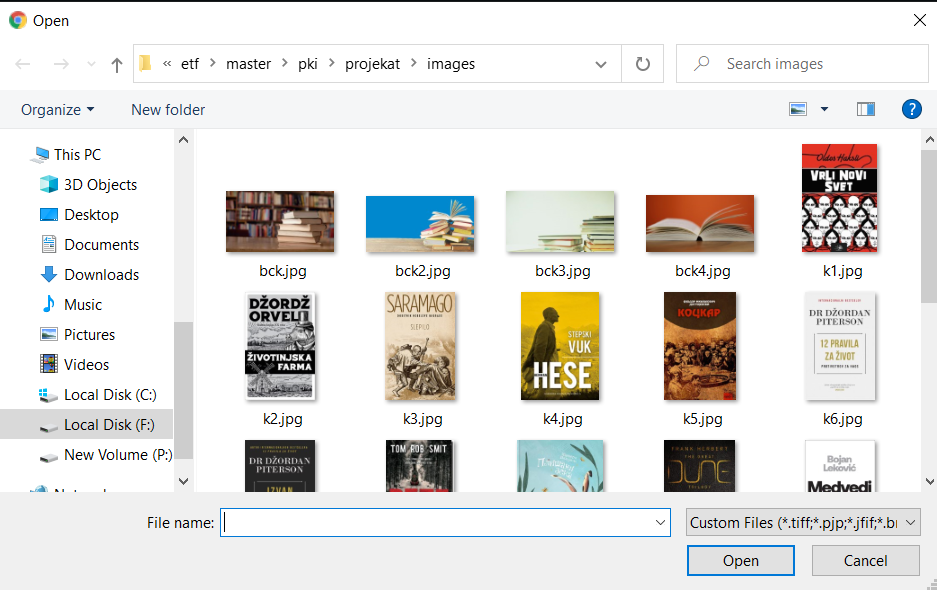 Open
« etf > master > pki > projekat > images
Search images
Organize
New folder
?
This PC
3D Objects
Desktop
Documents
Downloads
Music
Pictures
Videos
Local Disk (C:)
Local Disk (F:)
New Volume (P:)
bck.jpg
bck2.jpg
bck3.jpg
bck4.jpg
Oldos Haksli
VRLI NOVI
SVET
k1.jpg
DŽORDŽ
ORVEL
ŽIVOTINJSKA
FARMA
k2.jpg
SARAMAGO
SLEPILO
k3.jpg
STEPSKI
VUK
HESE
k4.jpg
КОЦКАР
k5.jpg
DR DŽORDAN
PITERSON
12 PRAVILA
ZA ŽIVOT
k6.jpg
DR DŽORDAN
PITERSON
IZVAN
TOM ROB SMIT
FRANK HERBERT
THE GREAT
DUNE
TRILOGY
Bojan
Leković
Medvedi
File name:
Custom Files (*.tiff;*.pjp;*.jfif;*.b
Open
Cancel